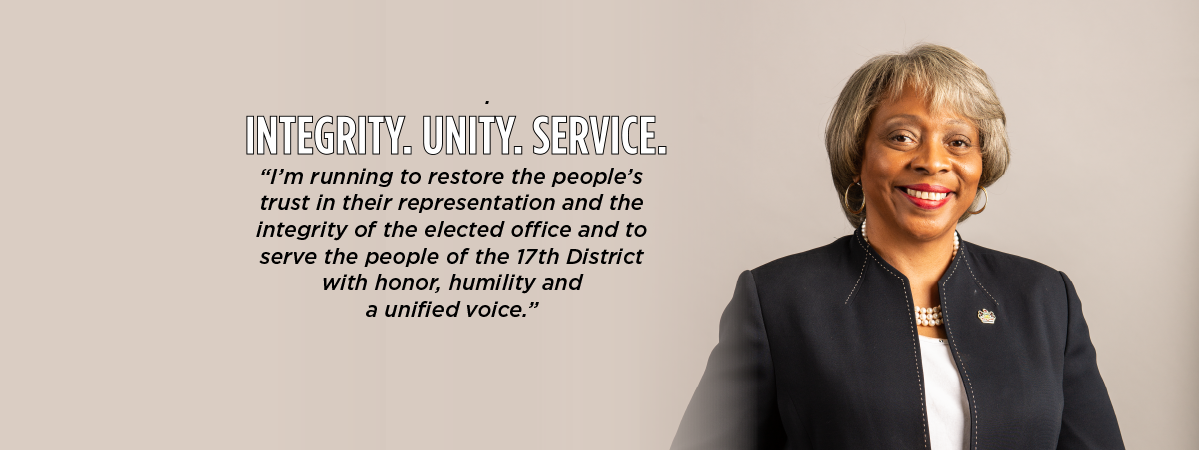 INTEGRITY. UNITY. SERVICE.
“I’m running to restore the people’s
trust in their representation and the
integrity of the elected office and to
serve the people of the 17th District
with honor, humility and
a unified voice.”